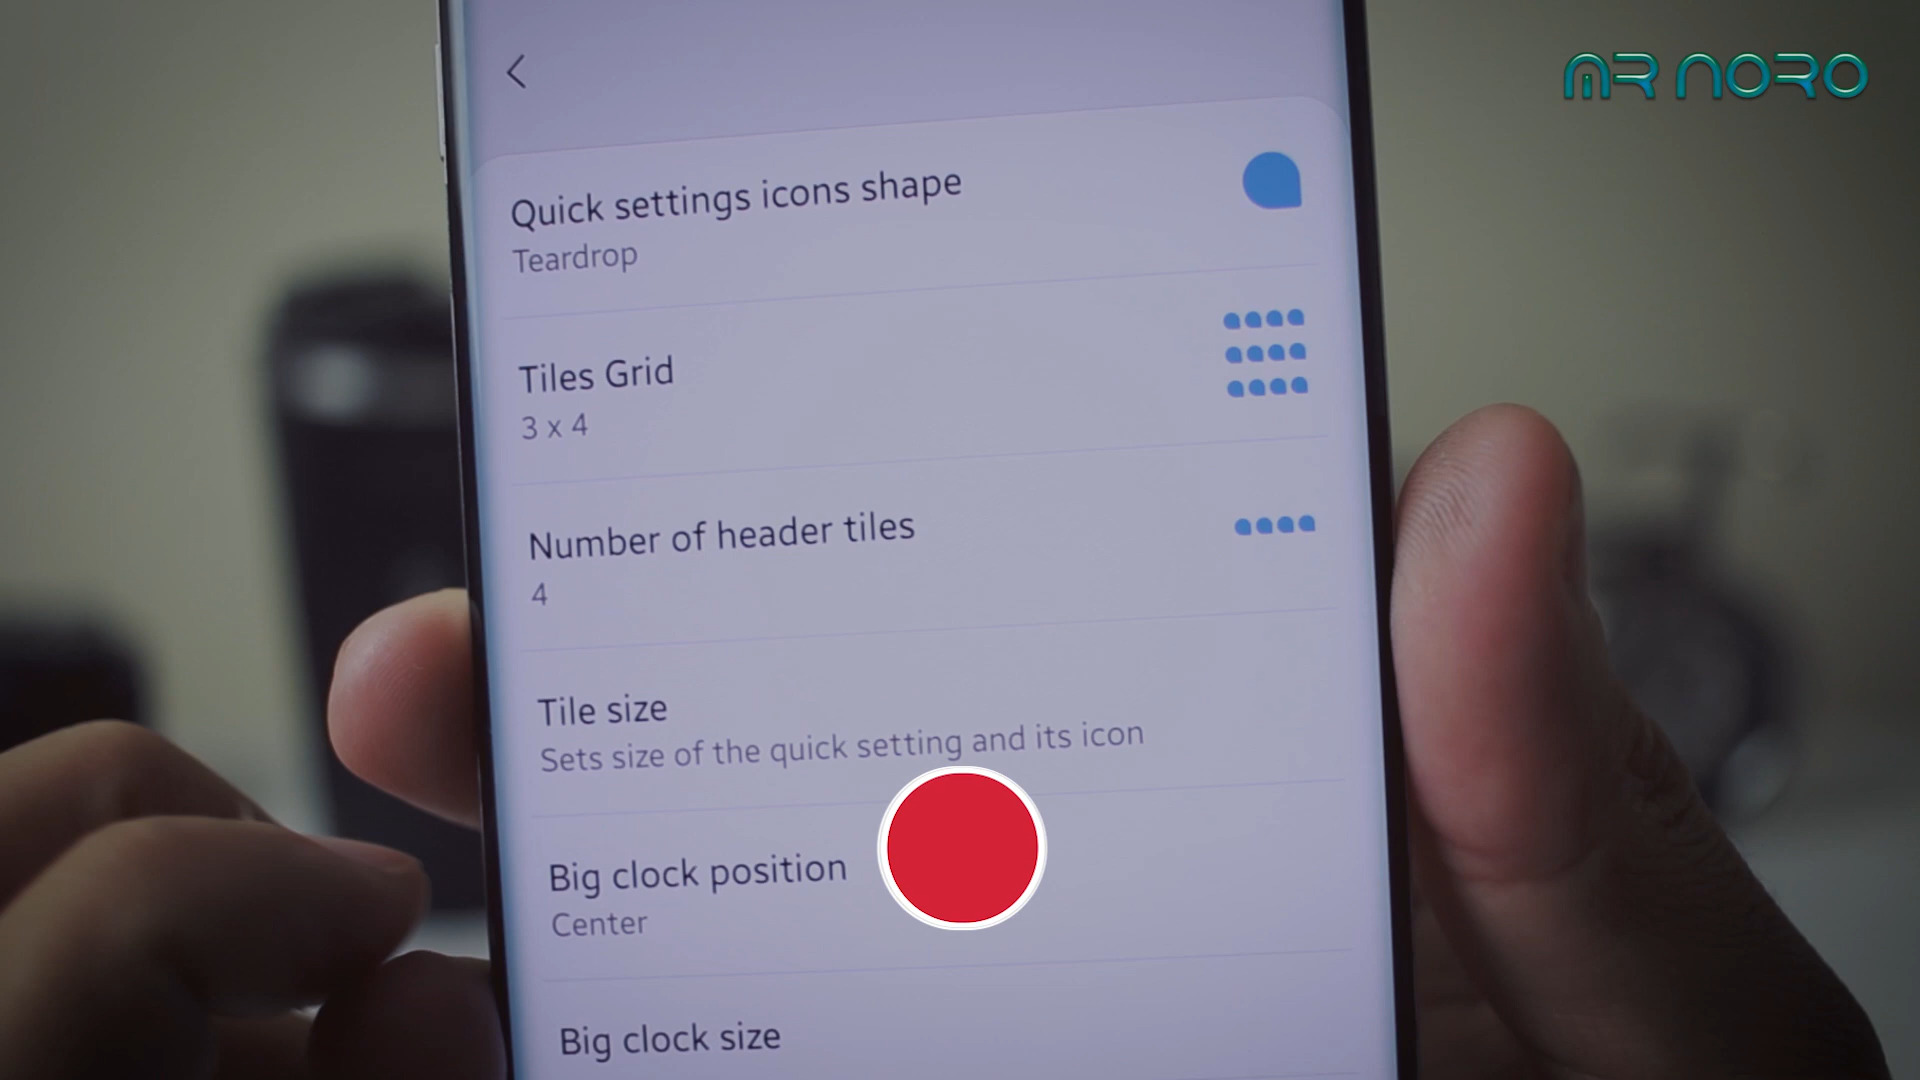 MR NORO
Quick settings icons shape
Teardrop
Tiles Grid
3 x 4
Number of header tiles
4
Tile size
Sets size of the quick setting and its icon
Big clock position
Center
Big clock size